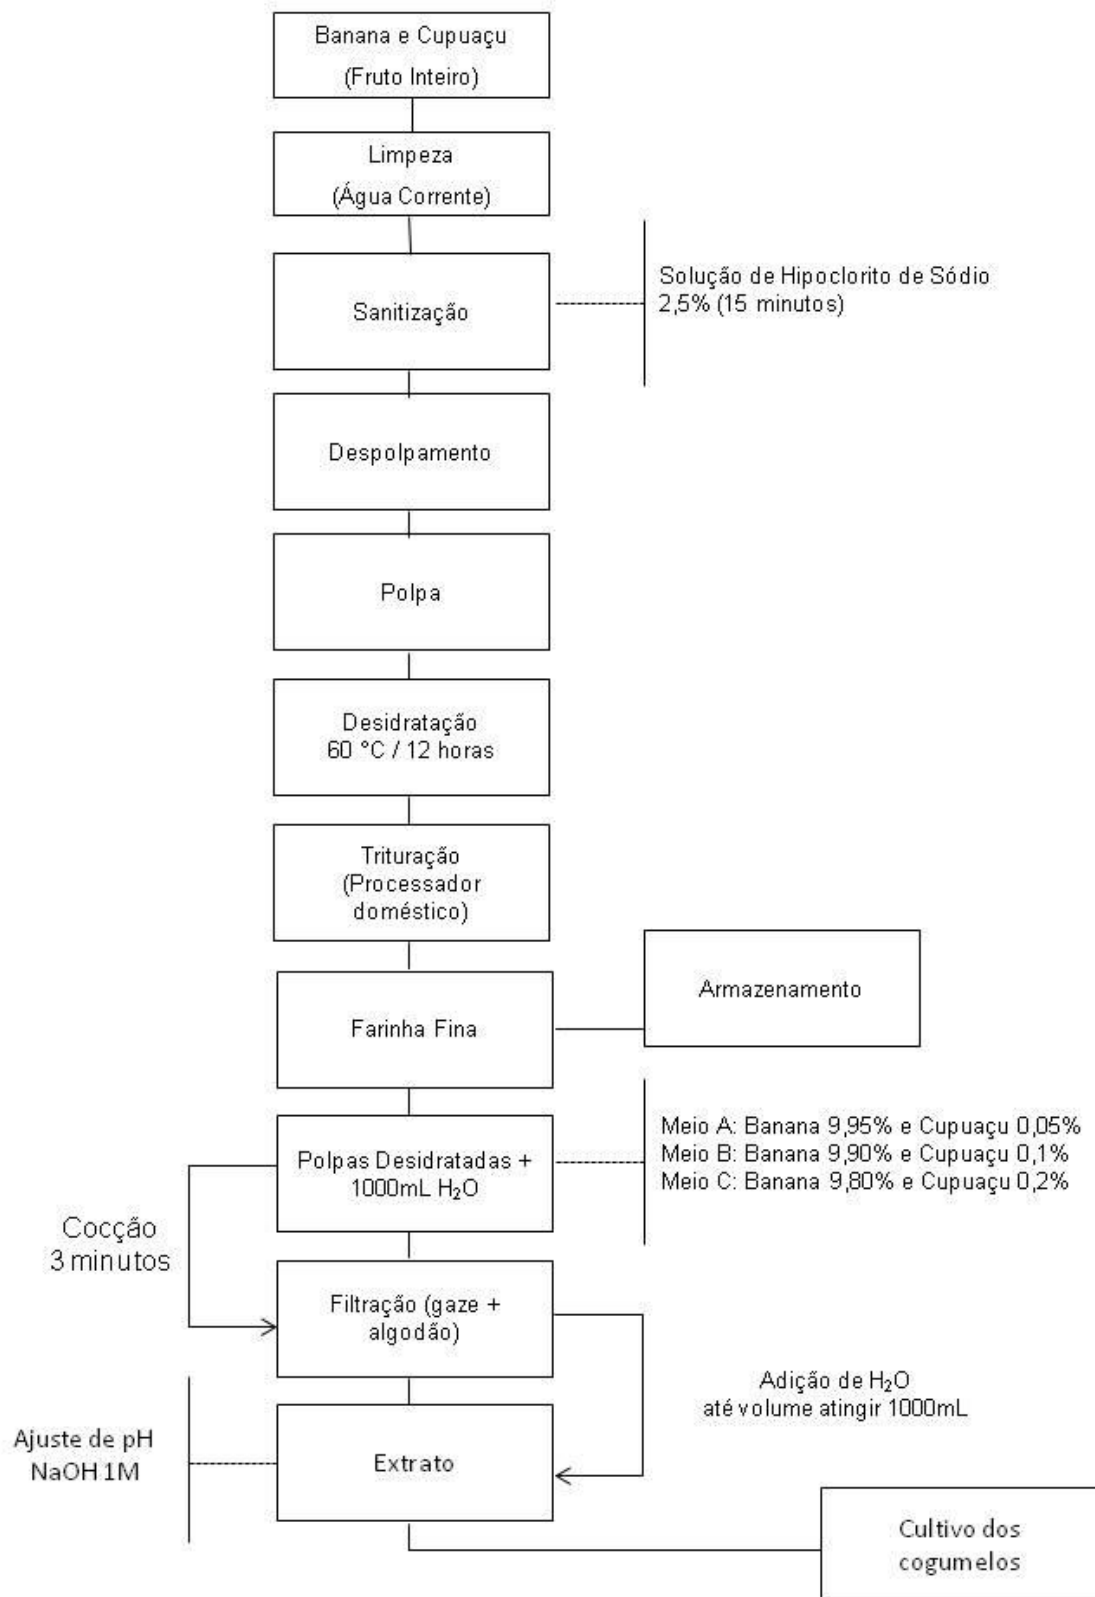 Banana e Cupuaçu
(Fruto Inteiro)
Limpeza
(Água Corrente)
Sanitização
Solução de Hipoclorito de Sódio
2,5% (15 minutos)
Despolpamento
Polpa
Desidratação
60 °C / 12 horas
Trituração
(Processador
doméstico)
Farinha Fina
Armazenamento
Polpas Desidratadas +
1000mL H₂O
Meio A: Banana 9,95% e Cupuaçu 0,05%
Meio B: Banana 9,90% e Cupuaçu 0,1%
Meio C: Banana 9,80% e Cupuaçu 0,2%
Cocção
3 minutos
Filtração (gaze +
algodão)
Adição de H₂O
até volume atingir 1000mL
Ajuste de pH
NaOH 1M
Extrato
Cultivo dos
cogumelos